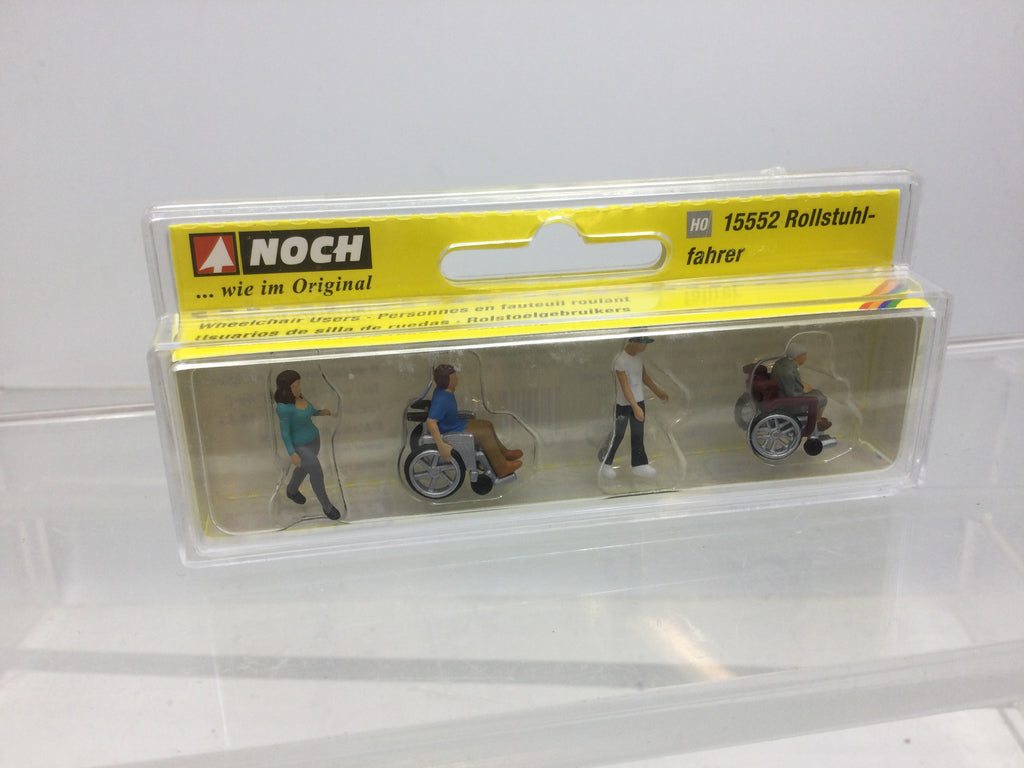 NOCH
... wie im Original
H0 15552 Rollstuhl-
fahrer
Wheelchair Users - Personnes en fauteuil roulant
Usuarios de silla de ruedas - Rolstoelgebruikers